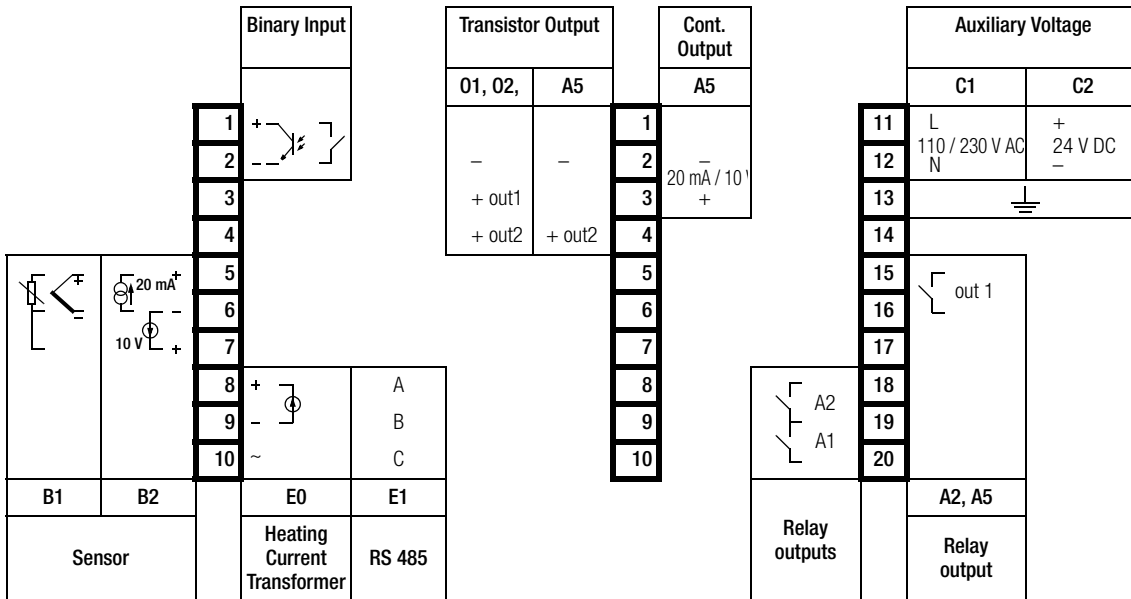 Binary Input
Transistor Output
Cont.
Output
Auxiliary Voltage
01, 02,
A5
A5
C1
C2
1
+
1
11
L
+
110 / 230 V AC
24 V DC
2
– –
–
–
2
–
12
N
–
20 mA / 10 V
3
+ out1
3
+
13
4
+ out2
+ out2
4
14
+
–
20 mA
+
5
5
15
out 1
–
6
6
16
10 V
+
7
7
17
8
+
A
8
18
A2
9
–
B
9
19
A1
10
~
C
10
20
B1
B2
E0
E1
A2, A5
Sensor
Heating
Current
Transformer
RS 485
Relay
outputs
Relay
output